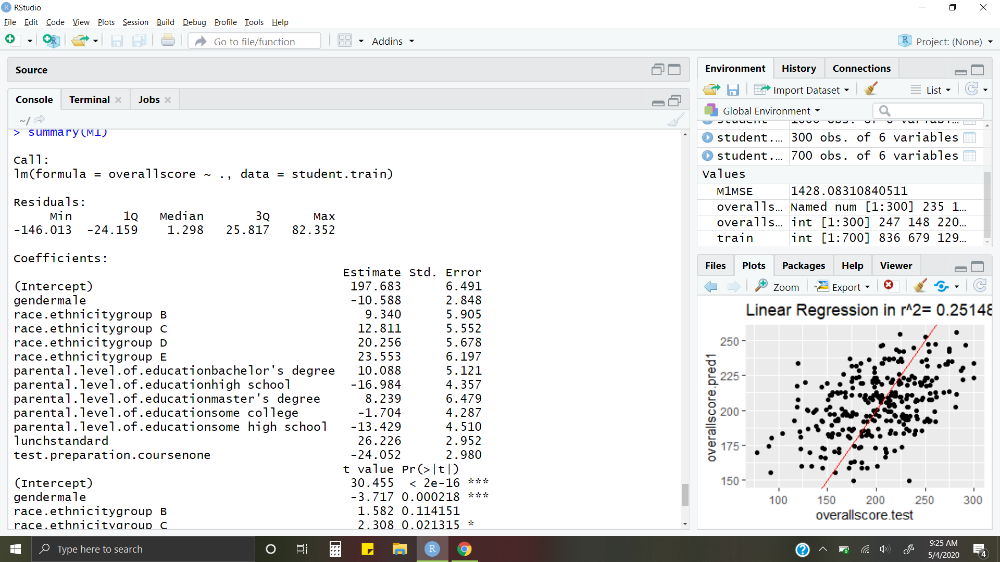 RStudio
File Edit Code View Plots Session Build Debug Profile Tools Help
Go to file/function
Addins
Project: (None)
Source
Console Terminal Jobs
~/
> summary(M1)
Call:
lm(formula = overallscore ~ ., data = student.train)
Residuals:
Min 1Q Median 3Q Max
-146.013 -24.159 1.298 25.817 82.352
Coefficients:
Estimate Std. Error
(Intercept) 197.683 6.491
gendermale -10.588 2.848
race.ethnicitygroup B 9.340 5.905
race.ethnicitygroup C 12.811 5.552
race.ethnicitygroup D 20.256 5.678
race.ethnicitygroup E 23.553 6.197
parental.level.of.educationbachelor's degree 10.088 5.121
parental.level.of.educationhigh school -16.984 4.357
parental.level.of.educationmaster's degree 8.239 6.479
parental.level.of.educationsome college -1.704 4.287
parental.level.of.educationsome high school -13.429 4.510
lunchstandard 26.226 2.952
test.preparation.coursenone -24.052 2.980
t value Pr(>|t|)
(Intercept) 30.455 < 2e-16 ***
gendermale -3.717 0.000218 ***
race.ethnicitygroup B 1.582 0.114151
race.ethnicitygroup C 2.308 0.021315 *
Environment History Connections
Import Dataset
List
Global Environment
student 1000 obs. of 6 variabl...
student.... 300 obs. of 6 variables
student.... 700 obs. of 6 variables
Values
M1MSE 1428.08310840511
overalls... Named num [1:300] 235 1...
overalls... int [1:300] 247 148 220...
train int [1:700] 836 679 129...
Files Plots Packages Help Viewer
Zoom Export
Linear Regression in r^2= 0.25148
overallscore.pred1
250
225
200
175
150
100 150 200 250 300
overallscore.test
Type here to search
9:25 AM
5/4/2020
4